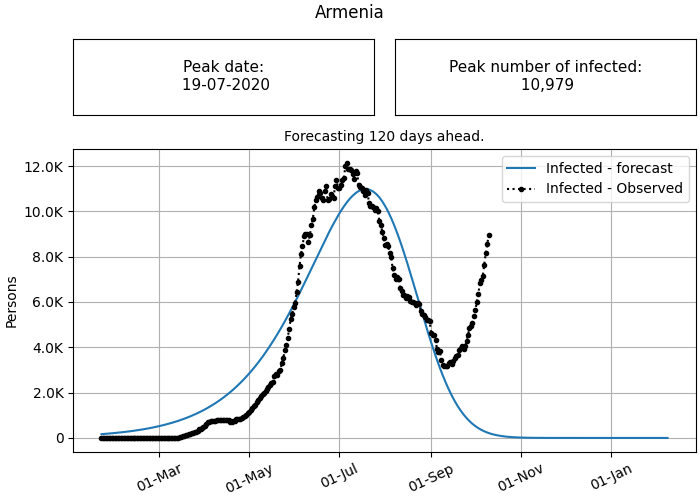 Armenia
Peak date:
19-07-2020
Peak number of infected:
10,979
Forecasting 120 days ahead.
Infected - forecast
Infected - Observed
Persons
12.0K
10.0K
8.0K
6.0K
4.0K
2.0K
0
01-Mar
01-May
01-Jul
01-Sep
01-Nov
01-Jan